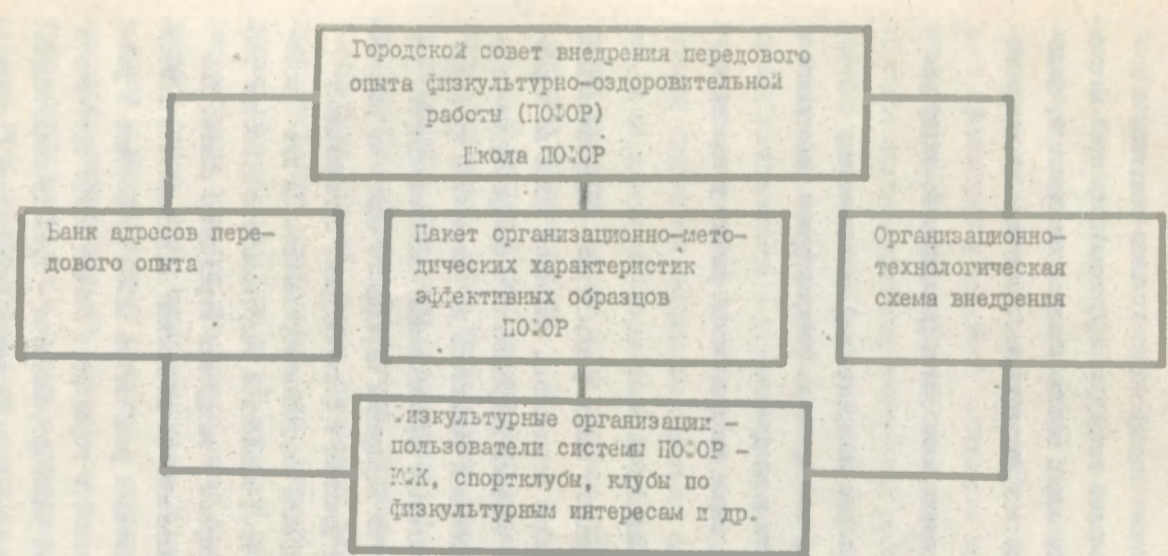 Городской совет внедрения передового
опыта физкультурно-оздоровительной
работы (ПОФОР)
Школа ПОФОР
Банк адресов пере-
дового опыта
Пакет организационно-мето-
дических характеристик
эффективных образцов
ПОФОР
Организационно-
технологическая
схема внедрения
Физкультурные организации -
пользователи системы ПОФОР -
КФК, спортклубы, клубы по
физкультурным интересам и др.